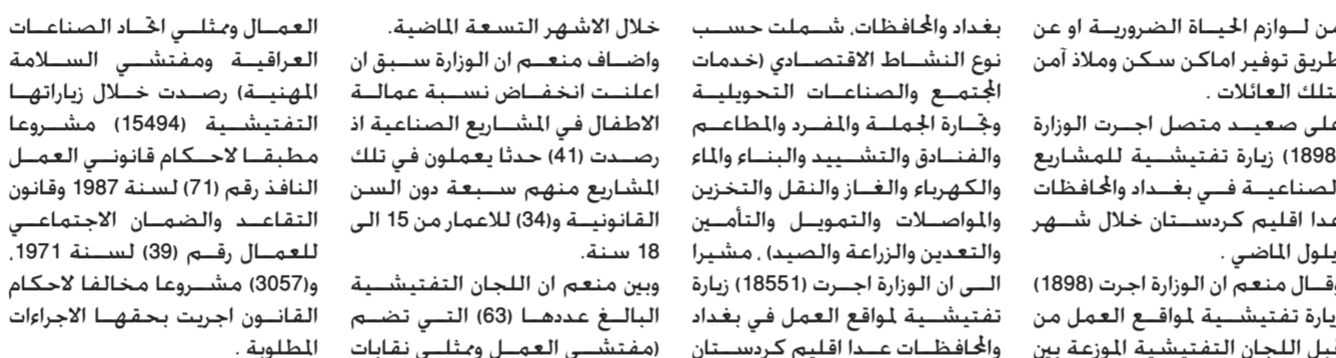 من لوازم الحياة الضرورية او عن
طريق توفير اماكن سكن وملاذ آمن
لتلك العائلات .
على صعيد متصل اجرت الوزارة
(1898) زيارة تفتيشية للمشاريع
الصناعية في بغداد والمحافظات
عدا اقليم كردستان خلال شهر
ايلول الماضي .
وقال منعم ان الوزارة اجرت (1898)
زيارة تفتيشية لمواقع العمل من
قبل اللجان التفتيشية الموزعة بين
بغداد والمحافظات، شملت حسب
نوع النشاط الاقتصادي (خدمات
المجتمع والصناعات التحويلية
وتجارة الجملة والمفرد والمطاعم
والفنادق والتشييد والبناء والماء
والكهرباء والغاز والنقل والتخزين
والمواصلات والتمويل والتأمين
والتعدين والزراعة والصيد) ، مشيرا
الى ان الوزارة اجرت (18551) زيارة
تفتيشية لمواقع العمل في بغداد
والمحافظات عدا اقليم كردستان
خلال الاشهر التسعة الماضية.
واضاف منعم ان الوزارة سبق ان
اعلنت انخفاض نسبة عمالة
الاطفال في المشاريع الصناعية اذ
رصدت (41) حدثا يعملون في تلك
المشاريع منهم سبعة دون السن
القانونية و(34) للاعمار من 15 الى
18 سنة.
وبين منعم ان اللجان التفتيشية
البالغ عددها (63) التي تضم
(مفتشي العمل وممثلي نقابات
العمال وممثلي اتحاد الصناعات
العراقية ومفتشي السلامة
المهنية) رصدت خلال زياراتها
التفتيشية (15494) مشروعا
مطبقا لاحكام قانوني العمل
النافذ رقم (71) لسنة 1987 وقانون
التقاعد والضمان الاجتماعي
للعمال رقم (39) لسنة 1971،
و(3057) مشروعا مخالفا لاحكام
القانون اجريت بحقها الاجراءات
المطلوبة .